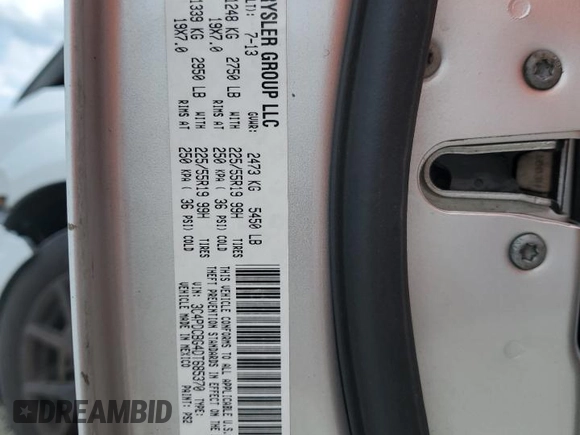 HRYSLER GROUP LLC
7-13 GVWR: 2473 KG 5450 LB
1248 KG 2750 LB WITH 225/55R19 99H TIRES
19X7.0 RIMS AT 250 KPA ( 36 PSI) COLD
1339 KG 2950 LB WITH 225/55R19 99H TIRES
19X7.0 RIMS AT 250 KPA ( 36 PSI) COLD
THIS VEHICLE CONFORMS TO ALL APPLICABLE U.S.
THEFT PREVENTION STANDARDS IN EFFECT ON THE
VIN: 3C4PDCBG4DT685370 TYPE:
VEHICLE MADE IN MEXICO PAINT: PS2
DREAMBID